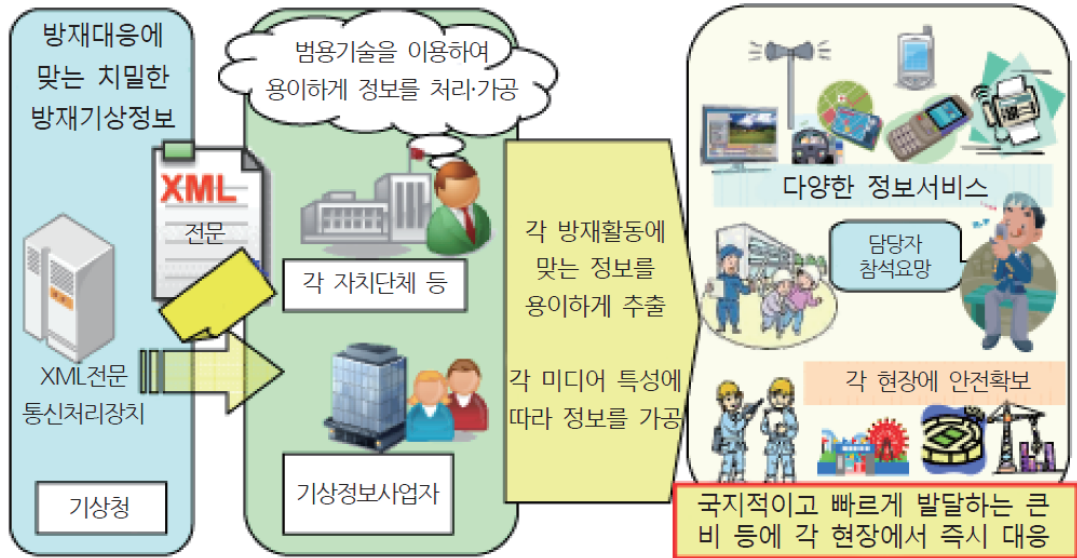 방재대응에
맞는 치밀한
방재기상정보
XML
전문
XML전문
통신처리장치
기상청
범용기술을 이용하여
용이하게 정보를 처리·가공
각 자치단체 등
기상정보사업자
각 방재활동에
맞는 정보를
용이하게 추출
각 미디어 특성에
따라 정보를 가공
다양한 정보서비스
담당자
참석요망
각 현장에 안전확보
국지적이고 빠르게 발달하는 큰
비 등에 각 현장에서 즉시 대응